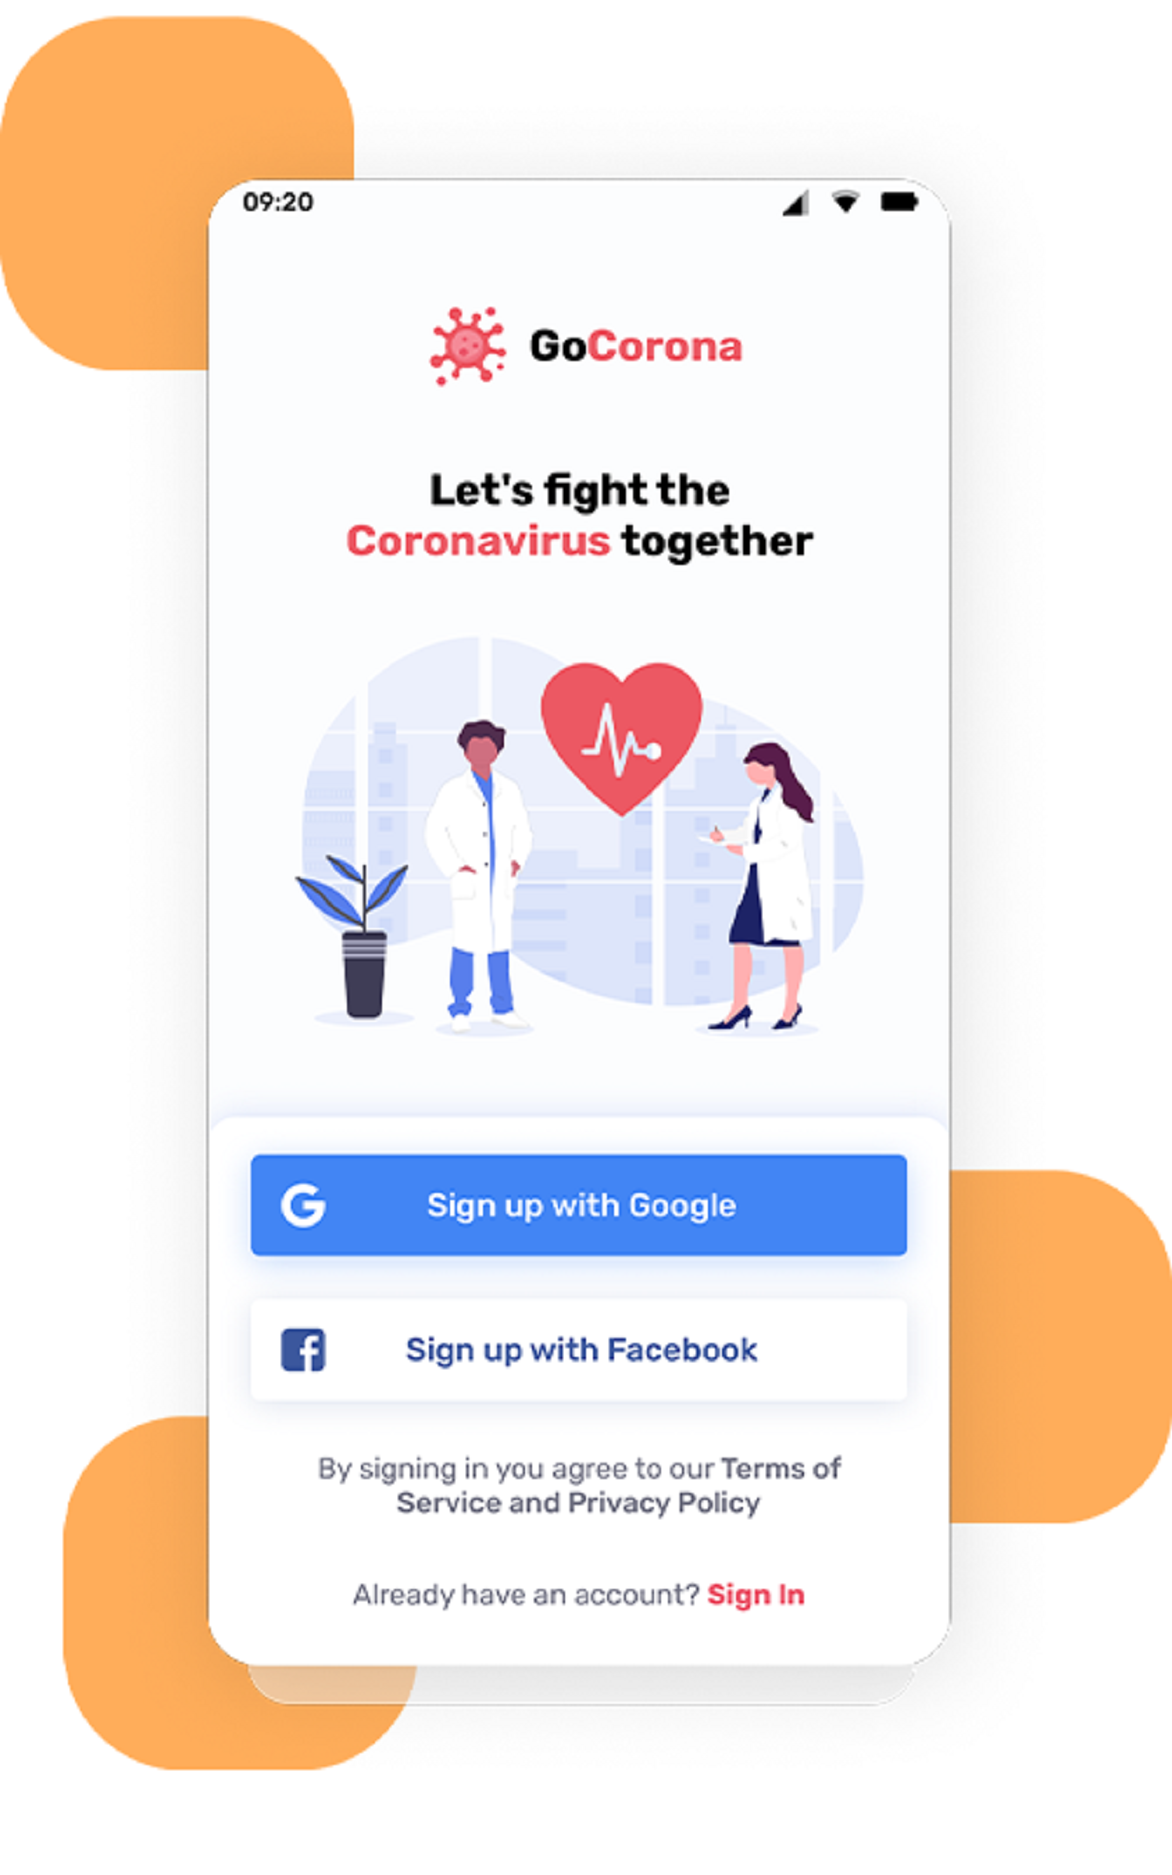 09:20
GoCorona
Let's fight the
Coronavirus together
Sign up with Google
Sign up with Facebook
By signing in you agree to our Terms of
Service and Privacy Policy
Already have an account? Sign In